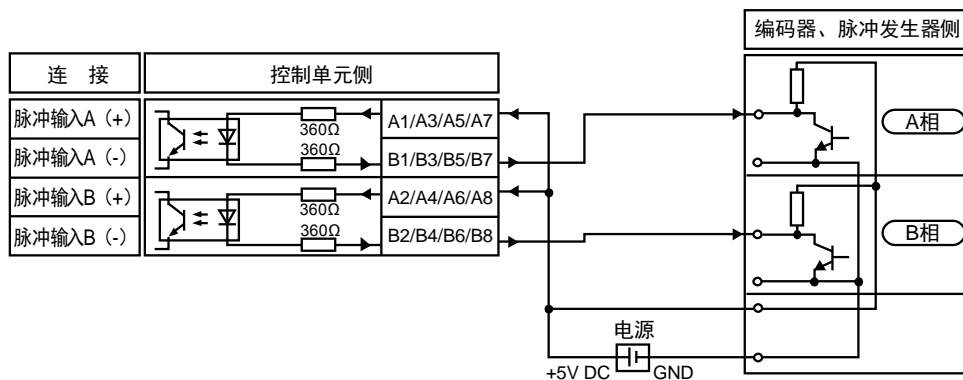 编码器、脉冲发生器侧
连 接
控制单元侧
脉冲输入A（+）
360Ω
A1/A3/A5/A7
A相
脉冲输入A（-）
360Ω
B1/B3/B5/B7
脉冲输入B（+）
360Ω
A2/A4/A6/A8
脉冲输入B（-）
360Ω
B2/B4/B6/B8
B相
电源
+5V DC
GND